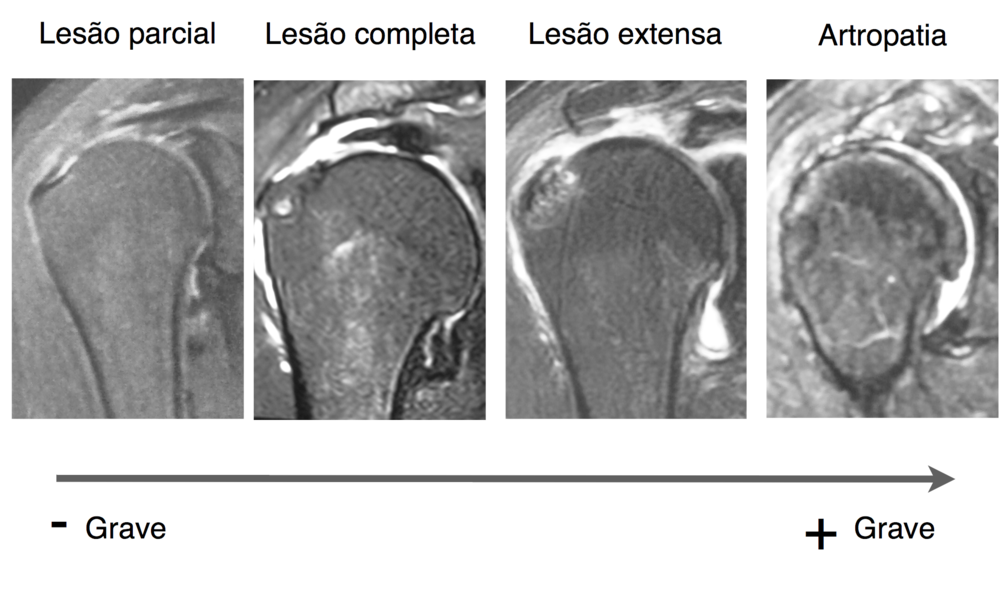 Lesão parcial
Lesão completa
Lesão extensa
Artropatia
- Grave
+ Grave